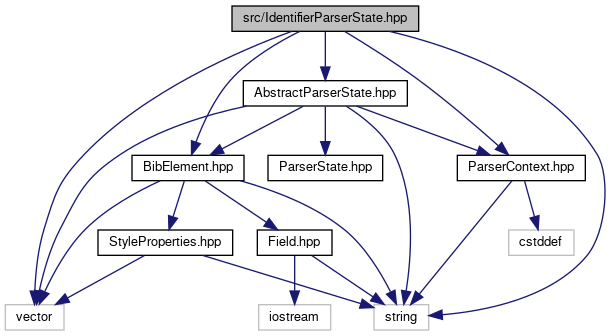 src/IdentifierParserState.hpp
AbstractParserState.hpp
BibElement.hpp
ParserState.hpp
ParserContext.hpp
StyleProperties.hpp
Field.hpp
cstddef
vector
iostream
string